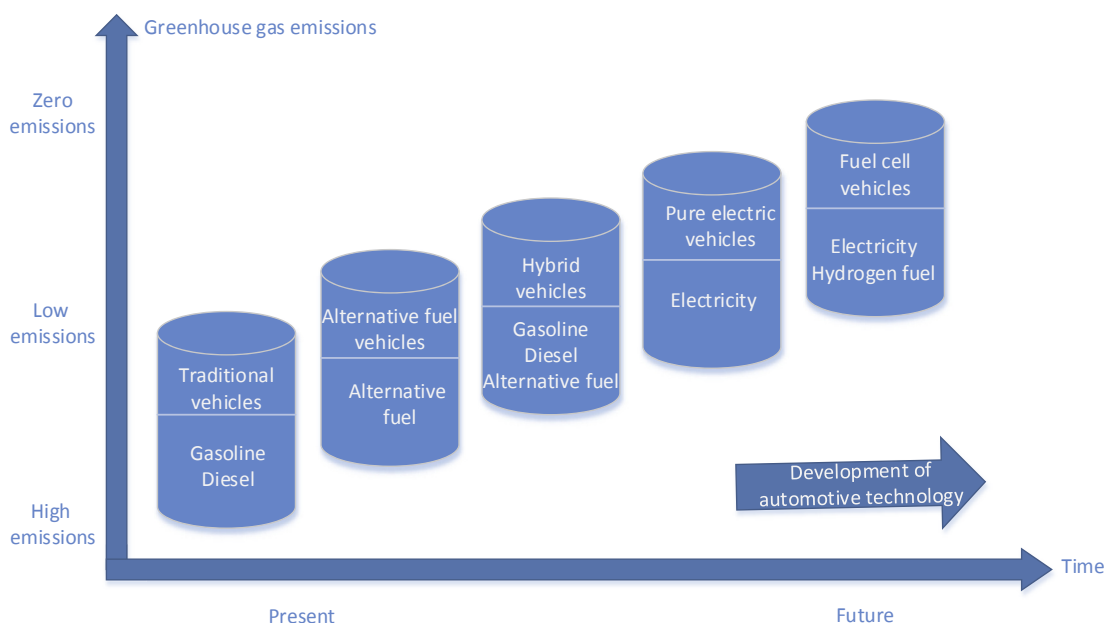 Greenhouse gas emissions
Zero
emissions
Low
emissions
High
emissions
Traditional
vehicles
Gasoline
Diesel
Alternative fuel
vehicles
Alternative
fuel
Hybrid
vehicles
Gasoline
Diesel
Alternative fuel
Pure electric
vehicles
Electricity
Fuel cell
vehicles
Electricity
Hydrogen fuel
Development of
automotive technology
Time
Present
Future